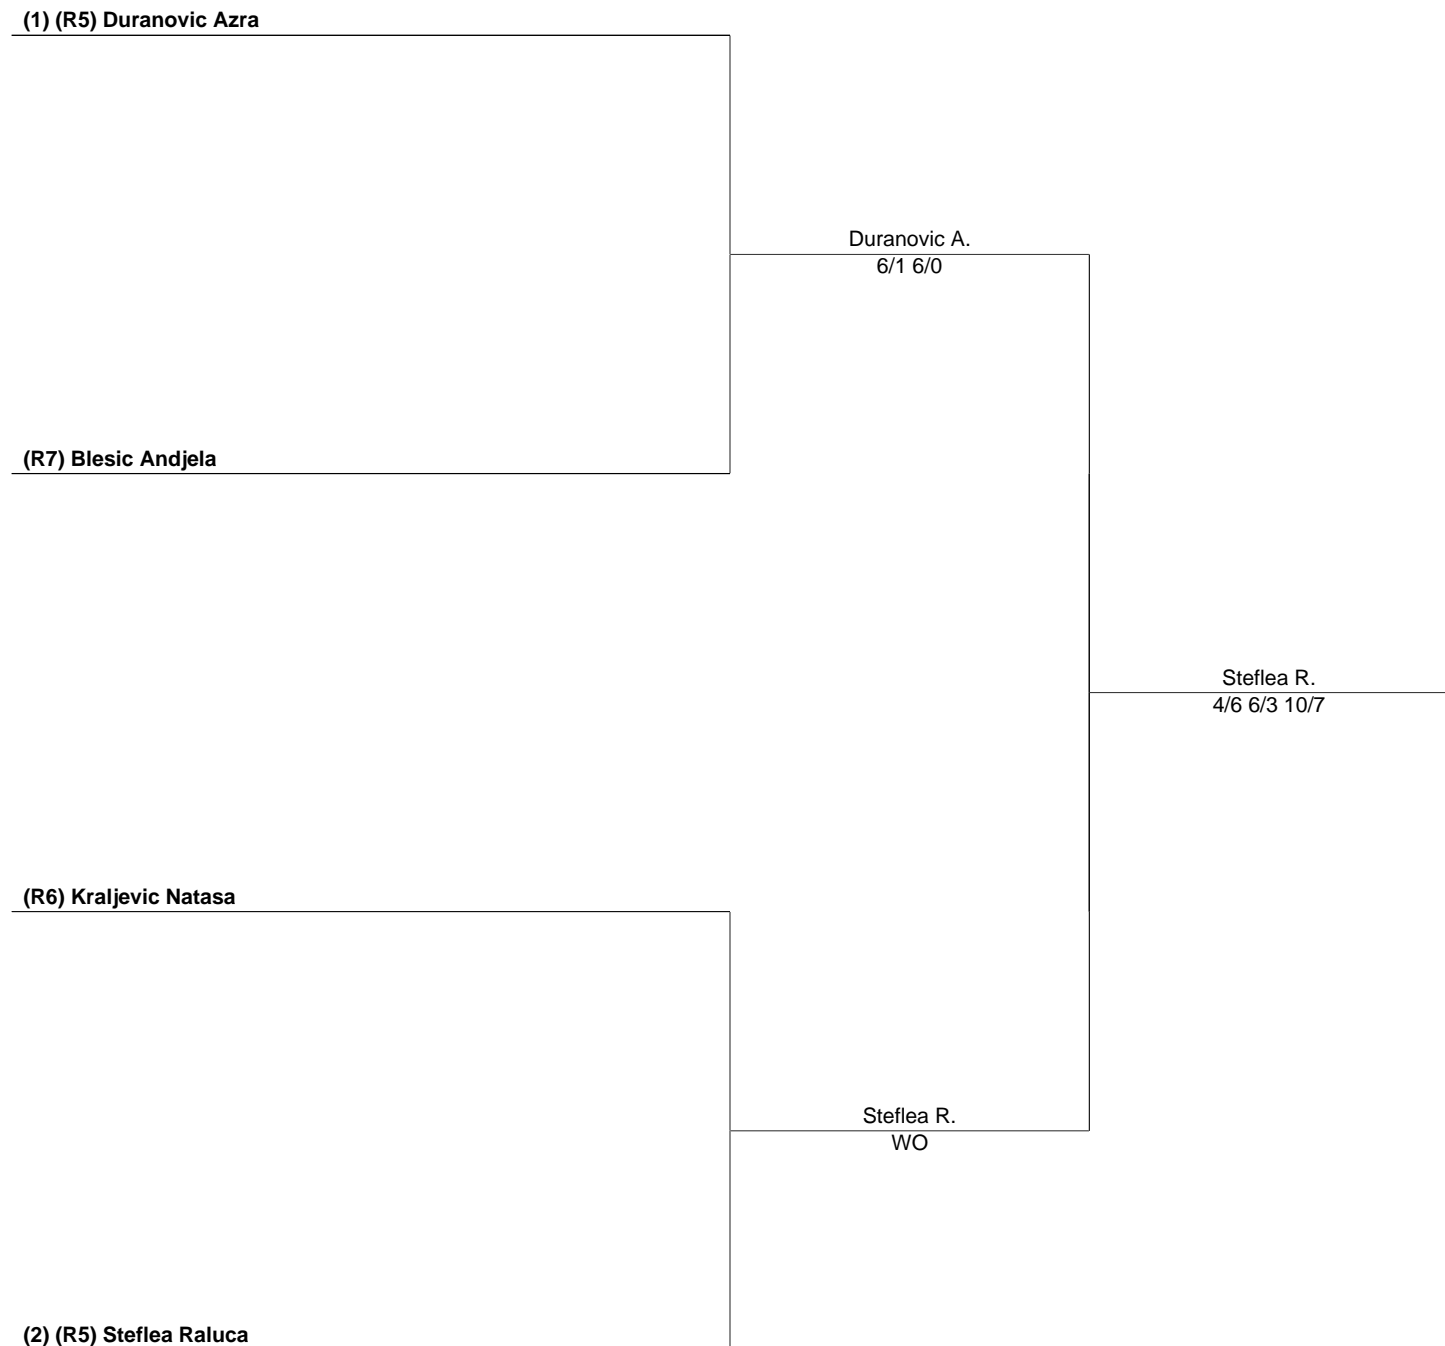 (1) (R5) Duranovic Azra
Duranovic A.
6/1 6/0
(R7) Blesic Andjela
Steflea R.
4/6 6/3 10/7
(R6) Kraljevic Natasa
Steflea R.
WO
(2) (R5) Steflea Raluca